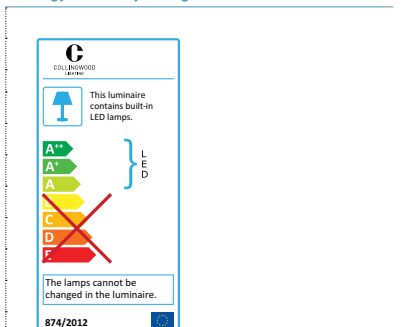 COLLINGWOOD
LIGHTING
This luminaire
contains built-in
LED lamps.
A++
A+
A
C
D
L
E
D
The lamps cannot be
changed in the luminaire.
874/2012